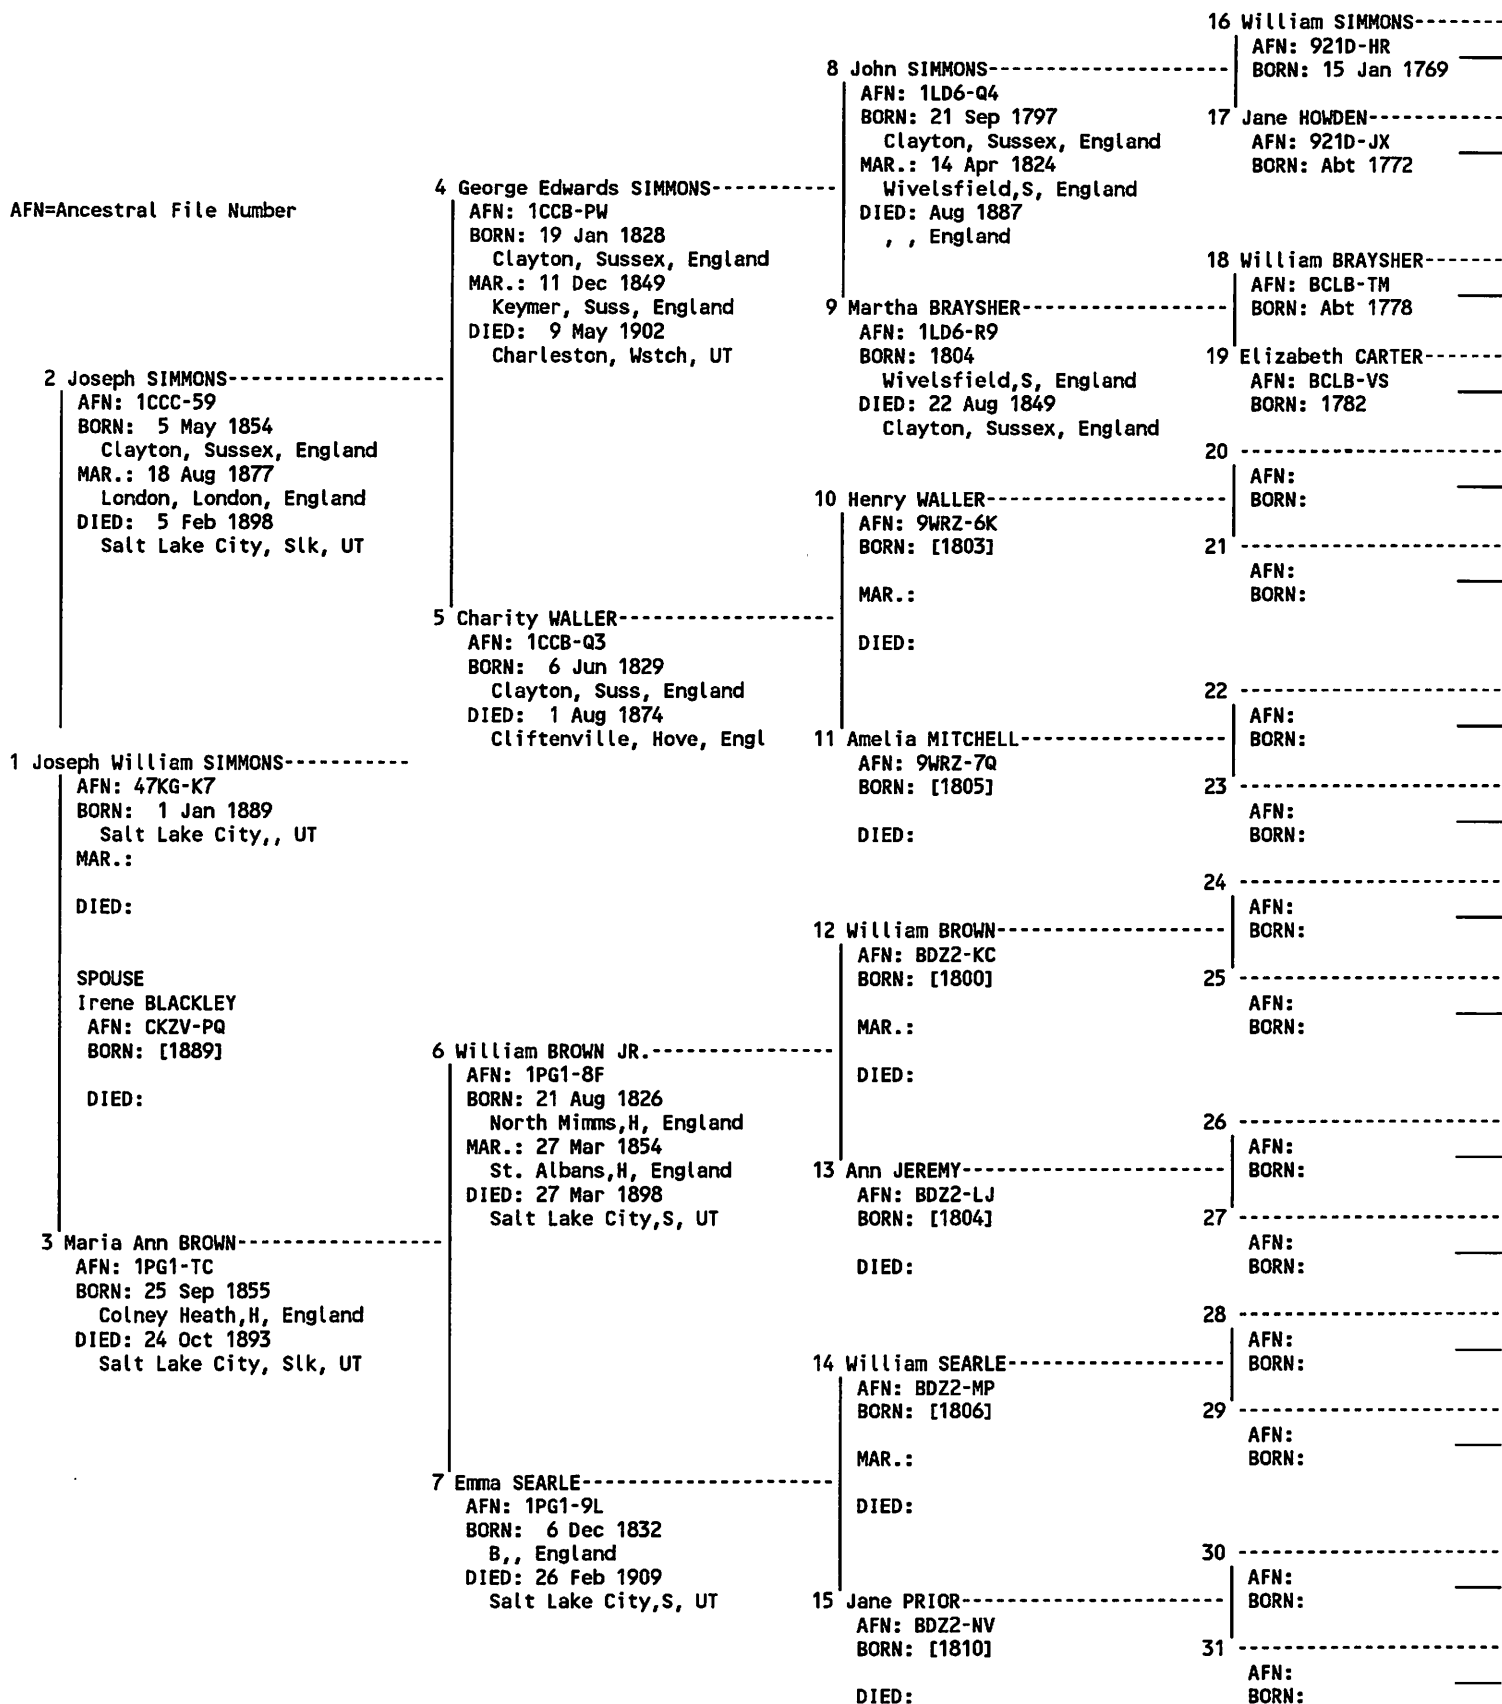 AFN=Ancestral File Number
1 Joseph William SIMMONS-----------
AFN: 47KG-K7
BORN:  1 Jan 1889
Salt Lake City,, UT
MAR.:
DIED:
SPOUSE
Irene BLACKLEY
AFN: CKZV-PQ
BORN: [1889]
DIED:
2 Joseph SIMMONS-------------------
AFN: 1CCC-59
BORN:  5 May 1854
Clayton, Sussex, England
MAR.: 18 Aug 1877
London, London, England
DIED:  5 Feb 1898
Salt Lake City, Slk, UT
3 Maria Ann BROWN------------------
AFN: 1PG1-TC
BORN: 25 Sep 1855
Colney Heath,H, England
DIED: 24 Oct 1893
Salt Lake City, Slk, UT
4 George Edwards SIMMONS-----------
AFN: 1CCB-PW
BORN: 19 Jan 1828
Clayton, Sussex, England
MAR.: 11 Dec 1849
Keymer, Suss, England
DIED:  9 May 1902
Charleston, Wstch, UT
5 Charity WALLER-------------------
AFN: 1CCB-Q3
BORN:  6 Jun 1829
Clayton, Suss, England
DIED:  1 Aug 1874
Cliftenville, Hove, Engl
6 William BROWN JR.----------------
AFN: 1PG1-8F
BORN: 21 Aug 1826
North Mimms,H, England
MAR.: 27 Mar 1854
St. Albans,H, England
DIED: 27 Mar 1898
Salt Lake City,S, UT
7 Emma SEARLE----------------------
AFN: 1PG1-9L
BORN:  6 Dec 1832
B,, England
DIED: 26 Feb 1909
Salt Lake City,S, UT
8 John SIMMONS---------------------
AFN: 1LD6-Q4
BORN: 21 Sep 1797
Clayton, Sussex, England
MAR.: 14 Apr 1824
Wivelsfield,S, England
DIED: Aug 1887
, , England
9 Martha BRAYSHER------------------
AFN: 1LD6-R9
BORN: 1804
Wivelsfield,S, England
DIED: 22 Aug 1849
Clayton, Sussex, England
10 Henry WALLER---------------------
AFN: 9WRZ-6K
BORN: [1803]
MAR.:
DIED:
11 Amelia MITCHELL------------------
AFN: 9WRZ-7Q
BORN: [1805]
DIED:
12 William BROWN--------------------
AFN: BDZ2-KC
BORN: [1800]
MAR.:
DIED:
13 Ann JEREMY-----------------------
AFN: BDZ2-LJ
BORN: [1804]
DIED:
14 William SEARLE-------------------
AFN: BDZ2-MP
BORN: [1806]
MAR.:
DIED:
15 Jane PRIOR-----------------------
AFN: BDZ2-NV
BORN: [1810]
DIED:
16 William SIMMONS--------
AFN: 921D-HR
BORN: 15 Jan 1769
17 Jane HOWDEN------------
AFN: 921D-JX
BORN: Abt 1772
18 William BRAYSHER-------
AFN: BCLB-TM
BORN: Abt 1778
19 Elizabeth CARTER-------
AFN: BCLB-VS
BORN: 1782
20 -----------------------
AFN:
BORN:
21 -----------------------
AFN:
BORN:
22 -----------------------
AFN:
BORN:
23 -----------------------
AFN:
BORN:
24 -----------------------
AFN:
BORN:
25 -----------------------
AFN:
BORN:
26 -----------------------
AFN:
BORN:
27 -----------------------
AFN:
BORN:
28 -----------------------
AFN:
BORN:
29 -----------------------
AFN:
BORN:
30 -----------------------
AFN:
BORN:
31 -----------------------
AFN:
BORN: